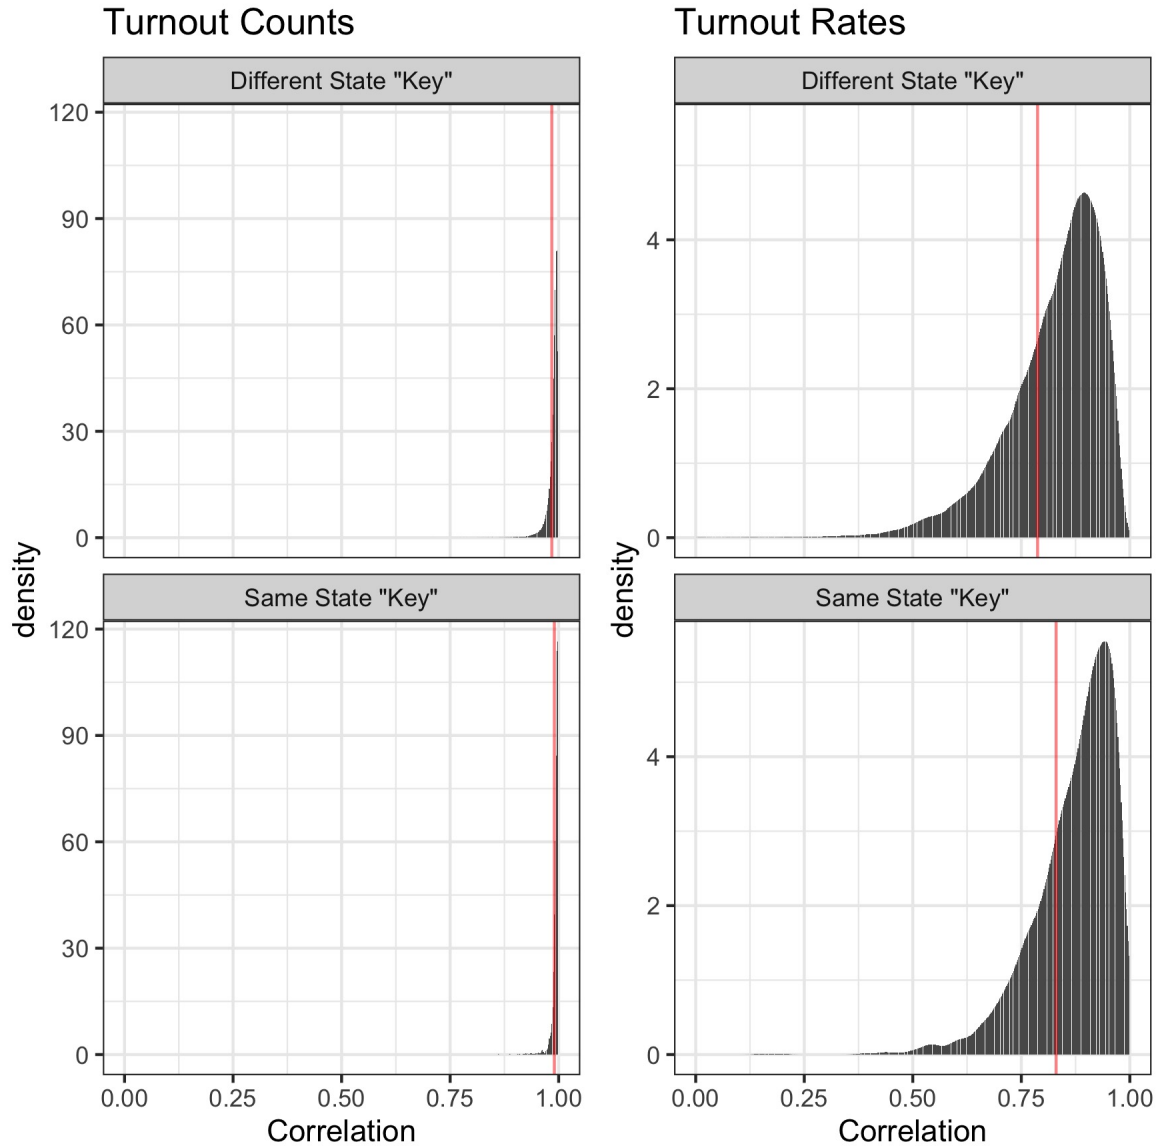 Turnout Counts
Different State "Key"
120
90
60
30
0
Same State "Key"
120
90
60
30
0
density
0.00 0.25 0.50 0.75 1.00
Correlation
Turnout Rates
Different State "Key"
4
2
0
Same State "Key"
4
2
0
density
0.00 0.25 0.50 0.75 1.00
Correlation